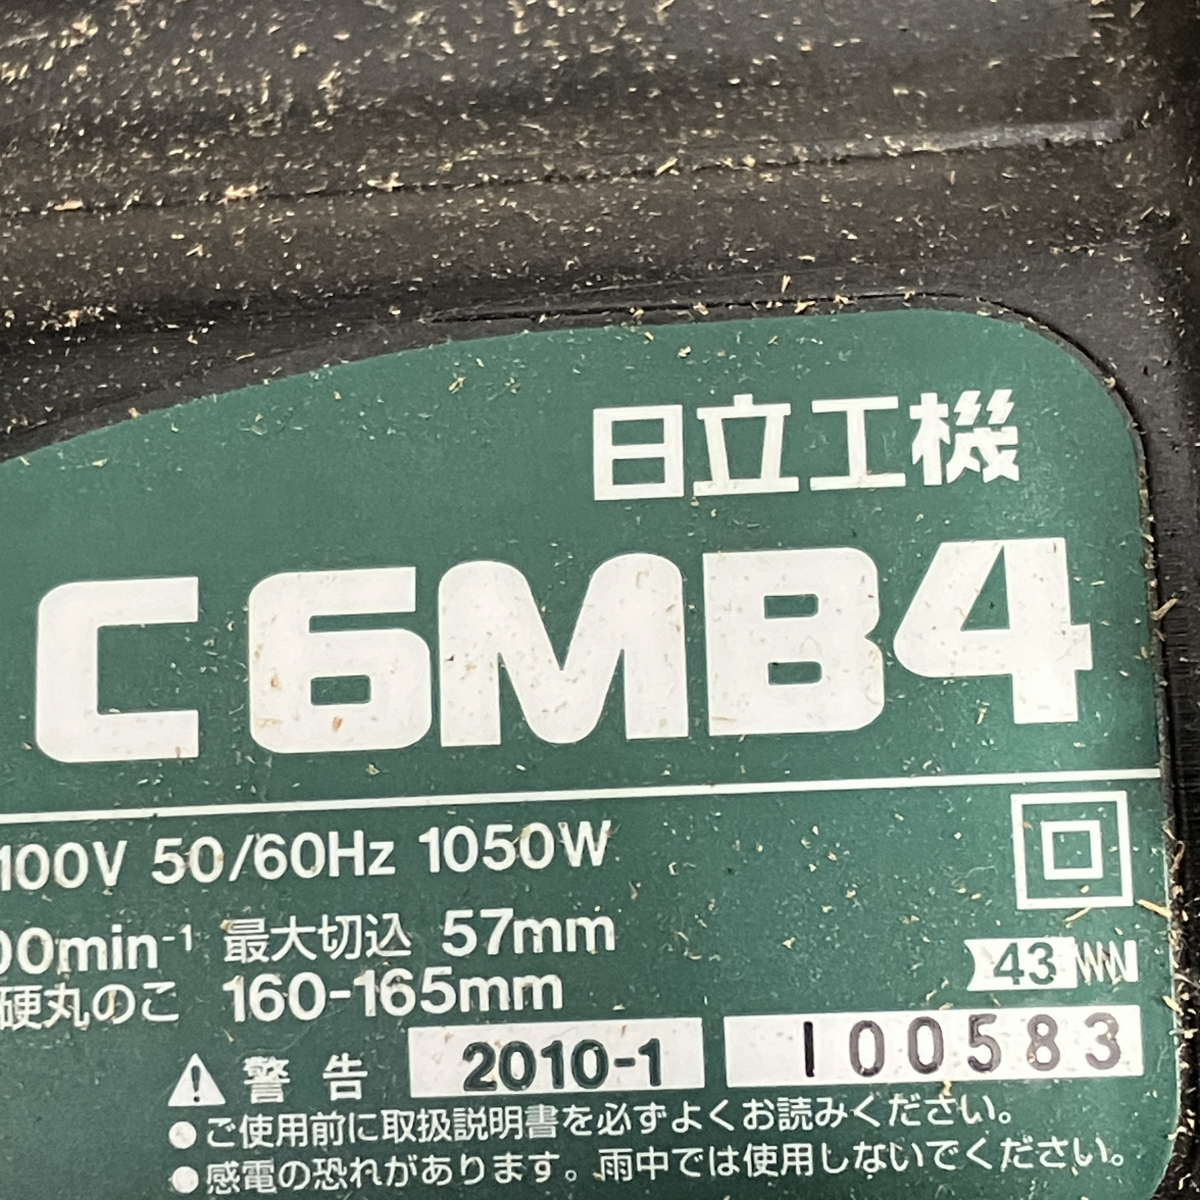 日立工機
C6MB4
100V 50/60Hz 1050W
00min⁻¹ 最大切込 57mm
硬丸のこ 160-165mm
43
警告 2010-1 100583
●ご使用前に取扱説明書を必ずよくお読みください。
●感電の恐れがあります。雨中では使用しないでください。